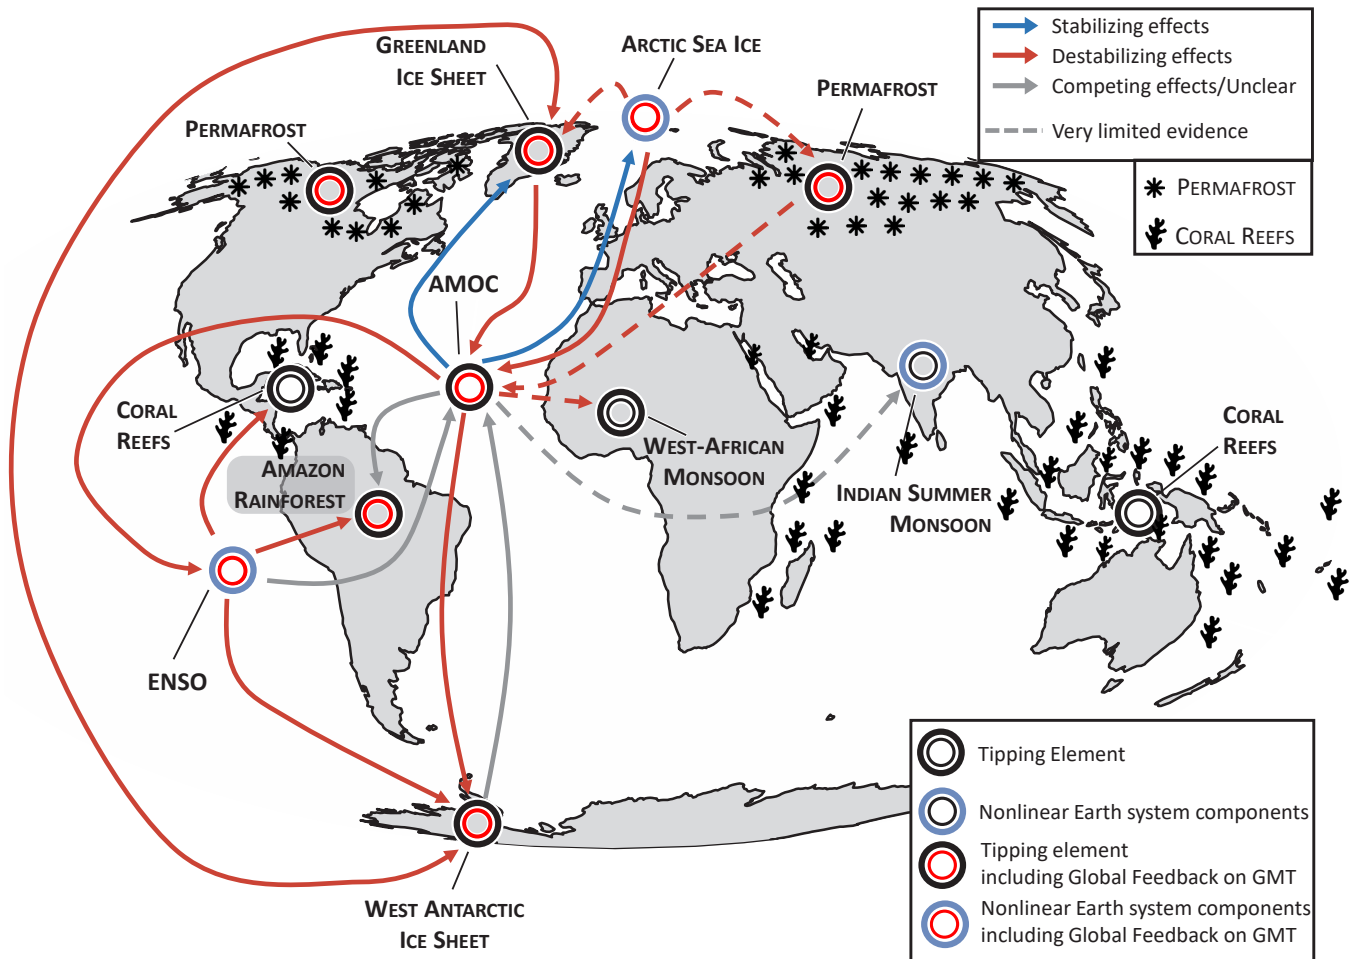 GREENLAND
ICE SHEET
ARCTIC SEA ICE
PERMAFROST
PERMAFROST
Stabilizing effects
Destabilizing effects
Competing effects/Unclear
Very limited evidence
PERMAFROST
CORAL REEFS
AMOC
CORAL
REEFS
AMAZON
RAINFOREST
WEST-AFRICAN
MONSOON
INDIAN SUMMER
MONSOON
CORAL
REEFS
ENSO
WEST ANTARCTIC
ICE SHEET
Tipping Element
Nonlinear Earth system components
Tipping element
including Global Feedback on GMT
Nonlinear Earth system components
including Global Feedback on GMT